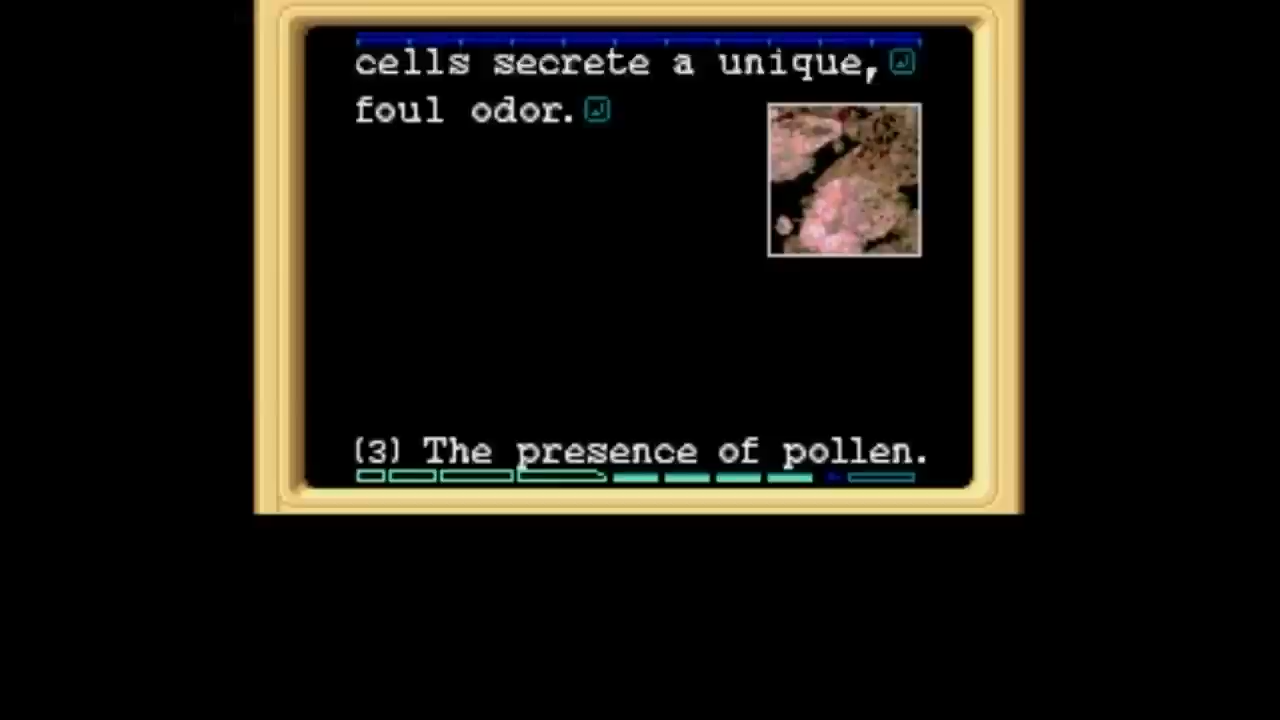 cells secrete a unique,
foul odor.
(3) The presence of pollen.